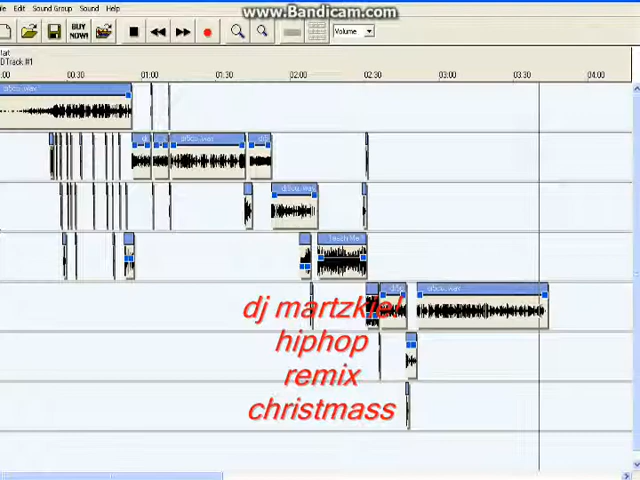 www.Bandicam.com
Edit Sound Group Sound Help
BUY NOW!
Volume
DTrack #1
00:30 01:00 01:30 02:00 02:30 03:00 03:30 04:00
dj martzkiel
hiphop
remix
christmass